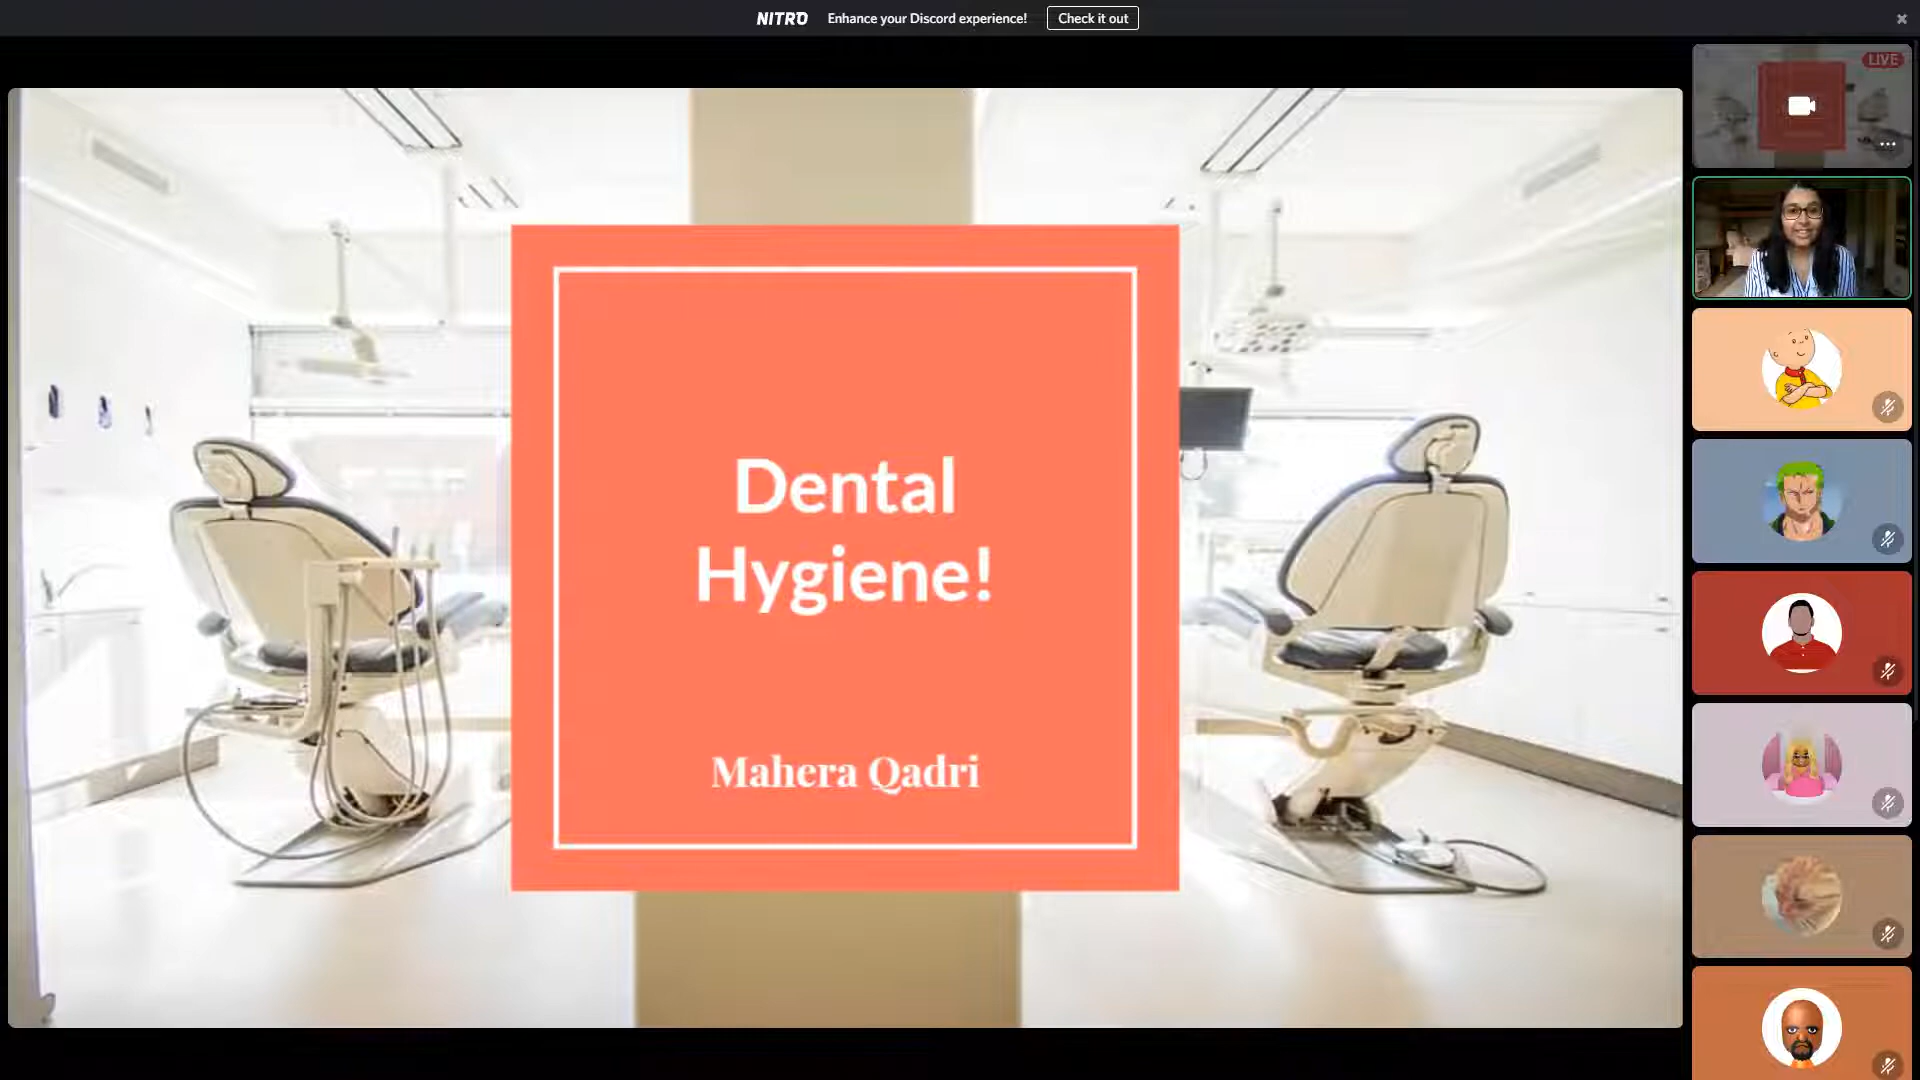 NITRO Enhance your Discord experience! Check it out
LIVE
Dental
Hygiene!
Mahera Qadri